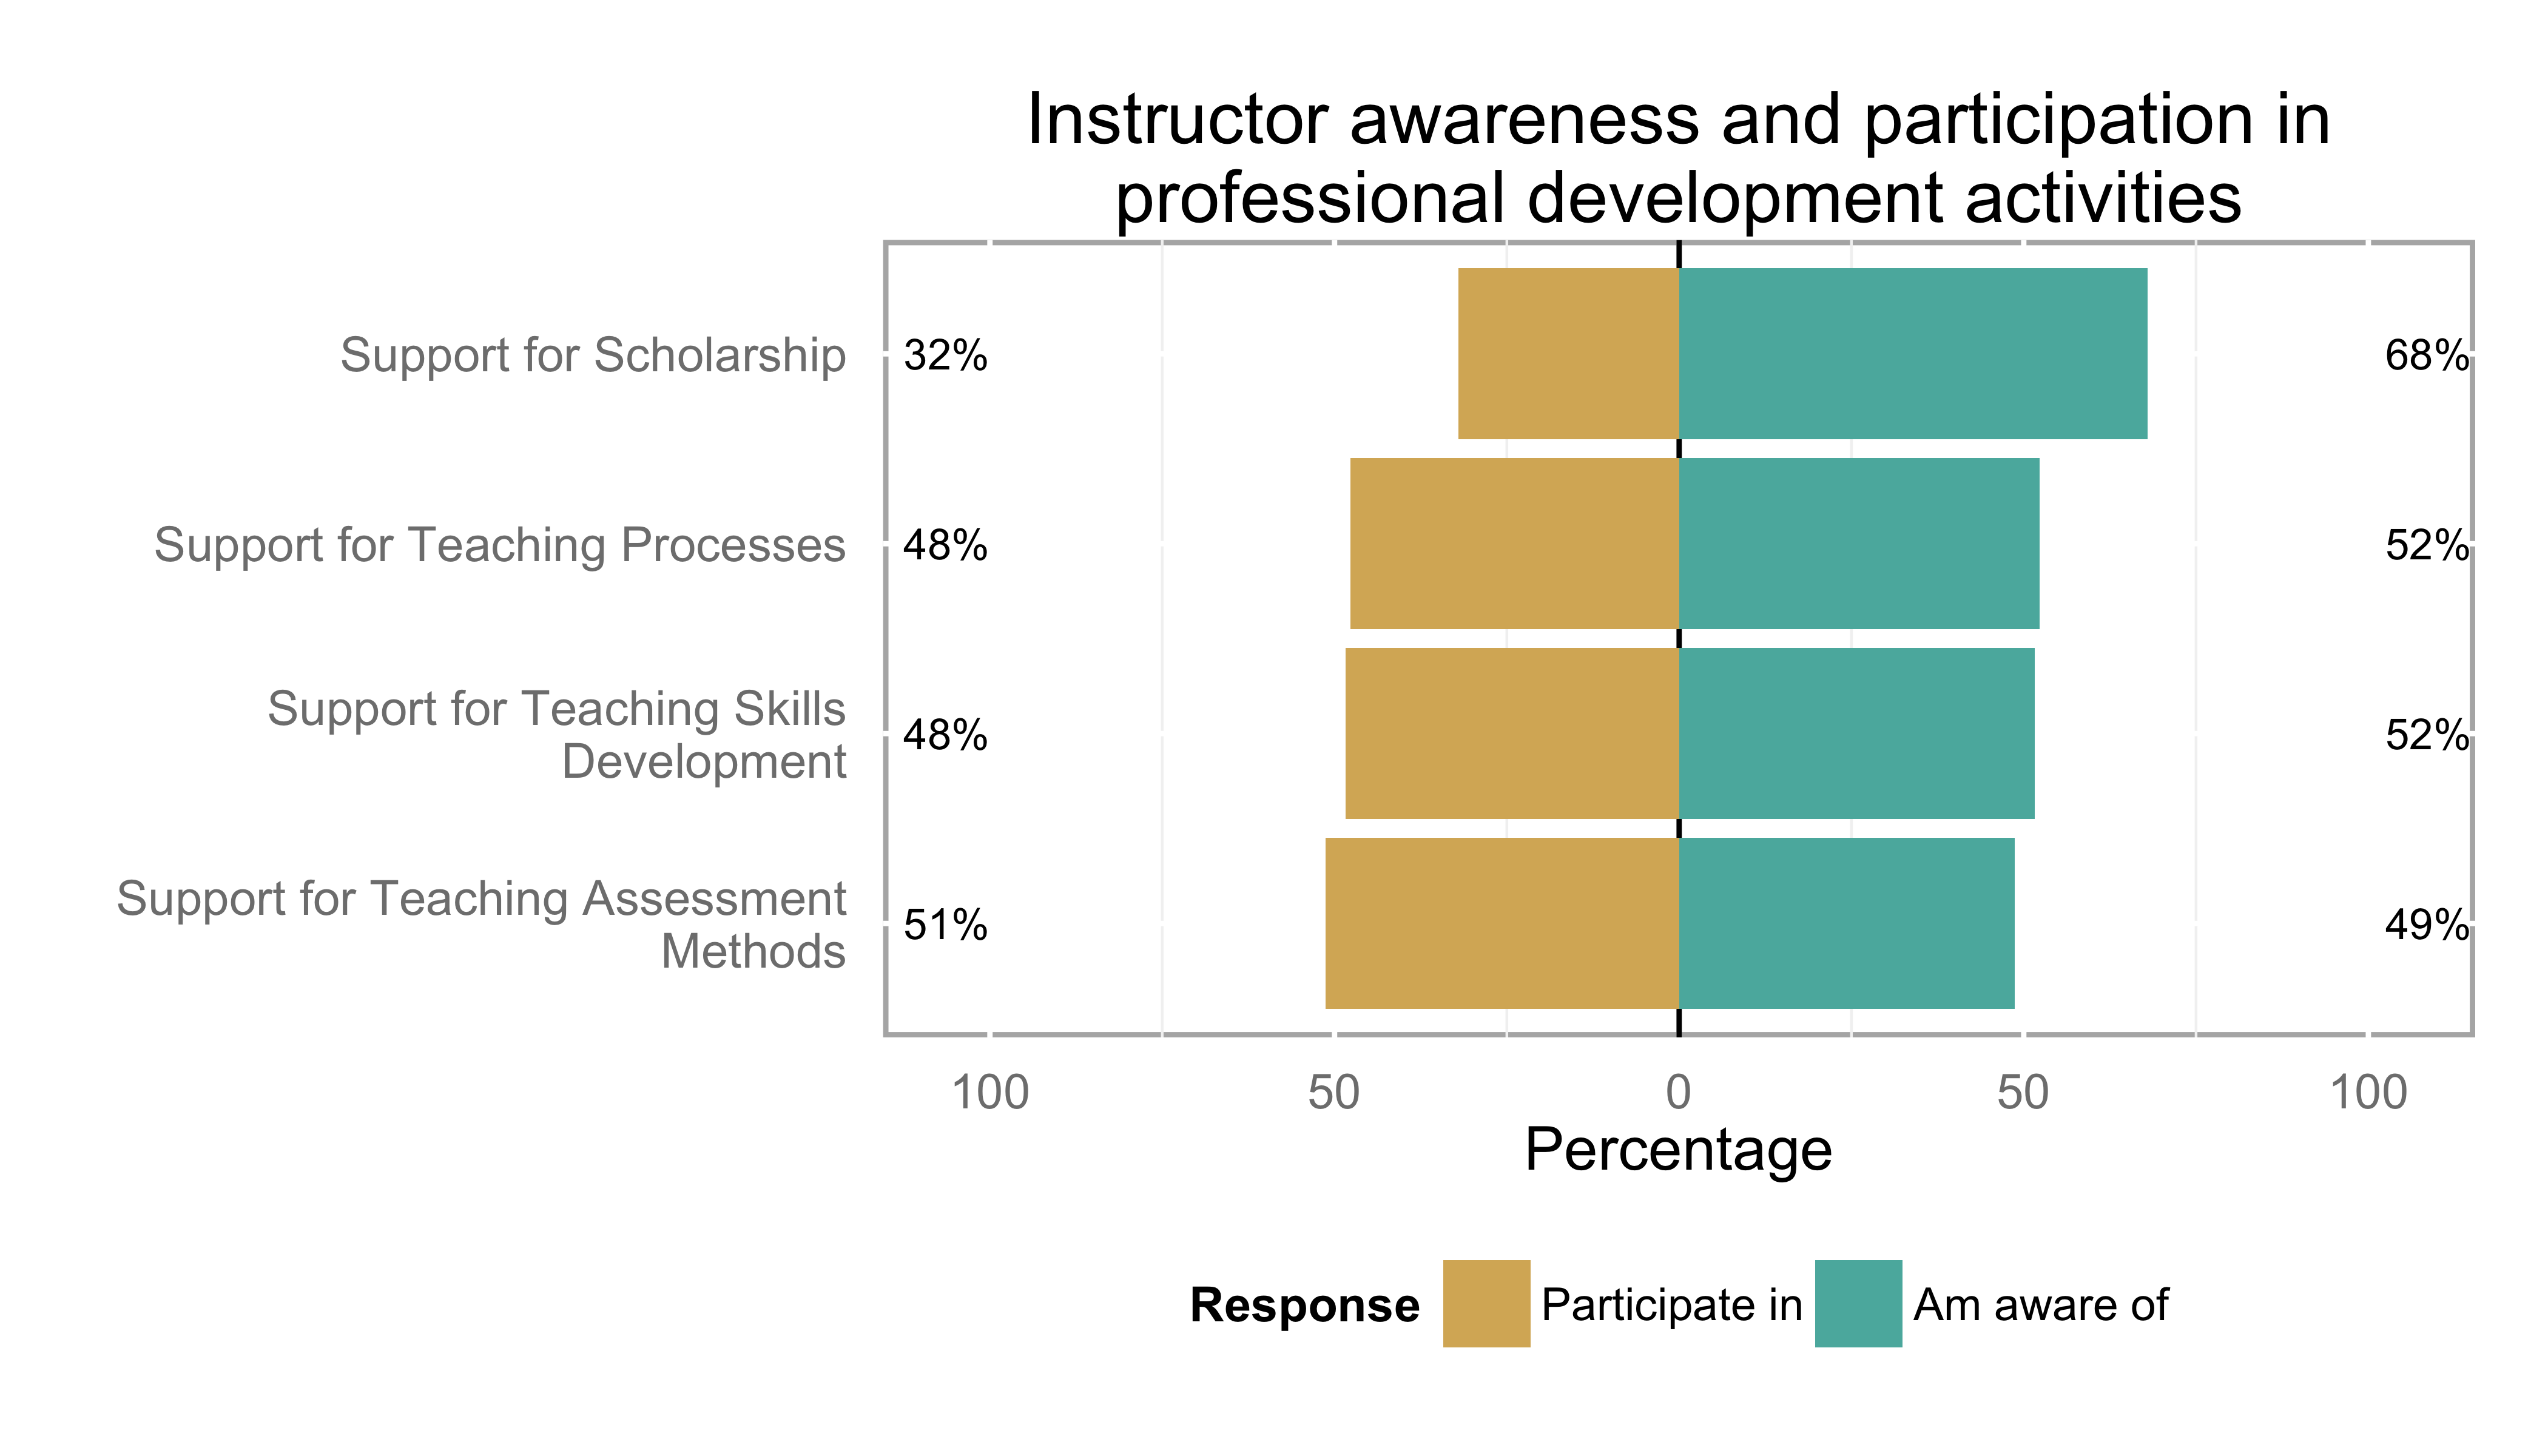 Instructor awareness and participation in
professional development activities
Support for Scholarship
32%
68%
Support for Teaching Processes
48%
52%
Support for Teaching Skills
Development
48%
52%
Support for Teaching Assessment
Methods
51%
49%
100
50
0
50
100
Percentage
Response
Participate in
Am aware of